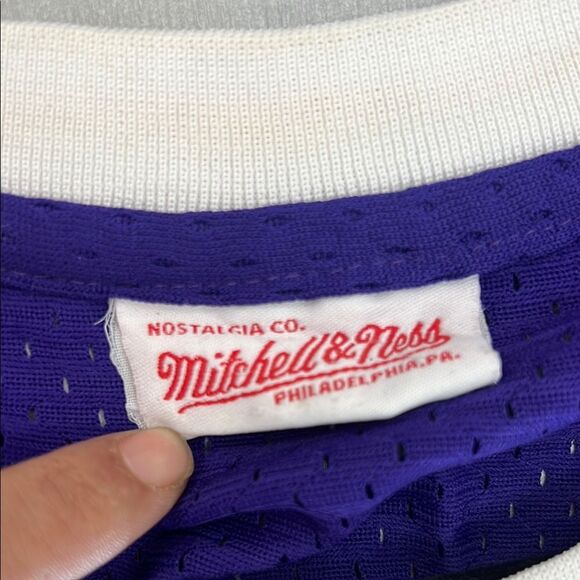 NOSTALGIA CO.
Mitchell & Ness
PHILADELPHIA, PA.